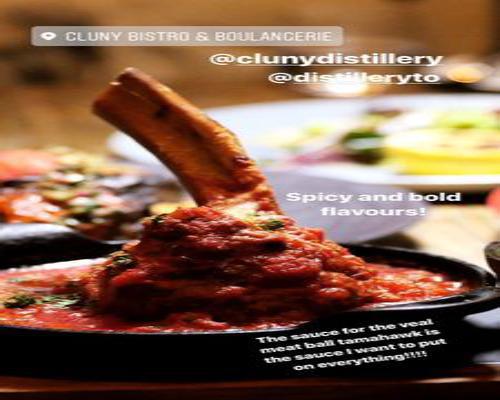 CLUNY BISTRO & BOULANGERIE
@clunydistillery
@distilleryto
Spicy and bold
flavours!
The sauce for the veal
meat ball tamahawk is
the sauce i want to put
on everything!!!!